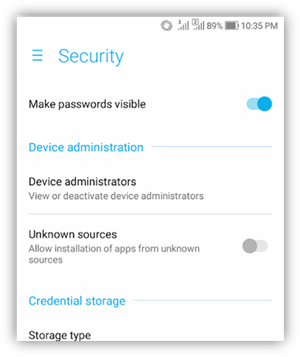 89% 10:35 PM
Security
Make passwords visible
Device administration
Device administrators
View or deactivate device administrators
Unknown sources
Allow installation of apps from unknown
sources
Credential storage
Storage type